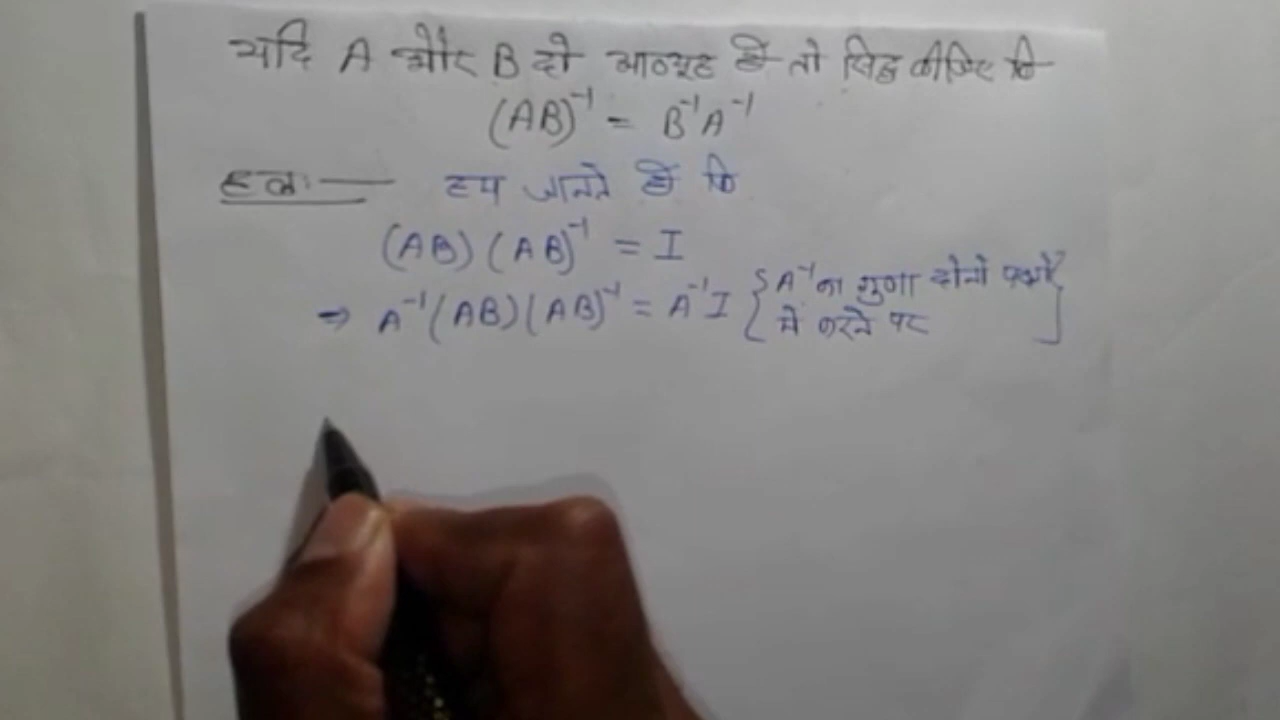 यदि A और B दो आव्यूह हैं तो सिद्ध कीजिए कि
(AB)⁻¹ = B⁻¹A⁻¹
हल:— हम जानते हैं कि
(AB)(AB)⁻¹ = I
⇒ A⁻¹(AB)(AB)⁻¹ = A⁻¹I {A⁻¹ का गुणा दोनों पक्षों
में करने पर}